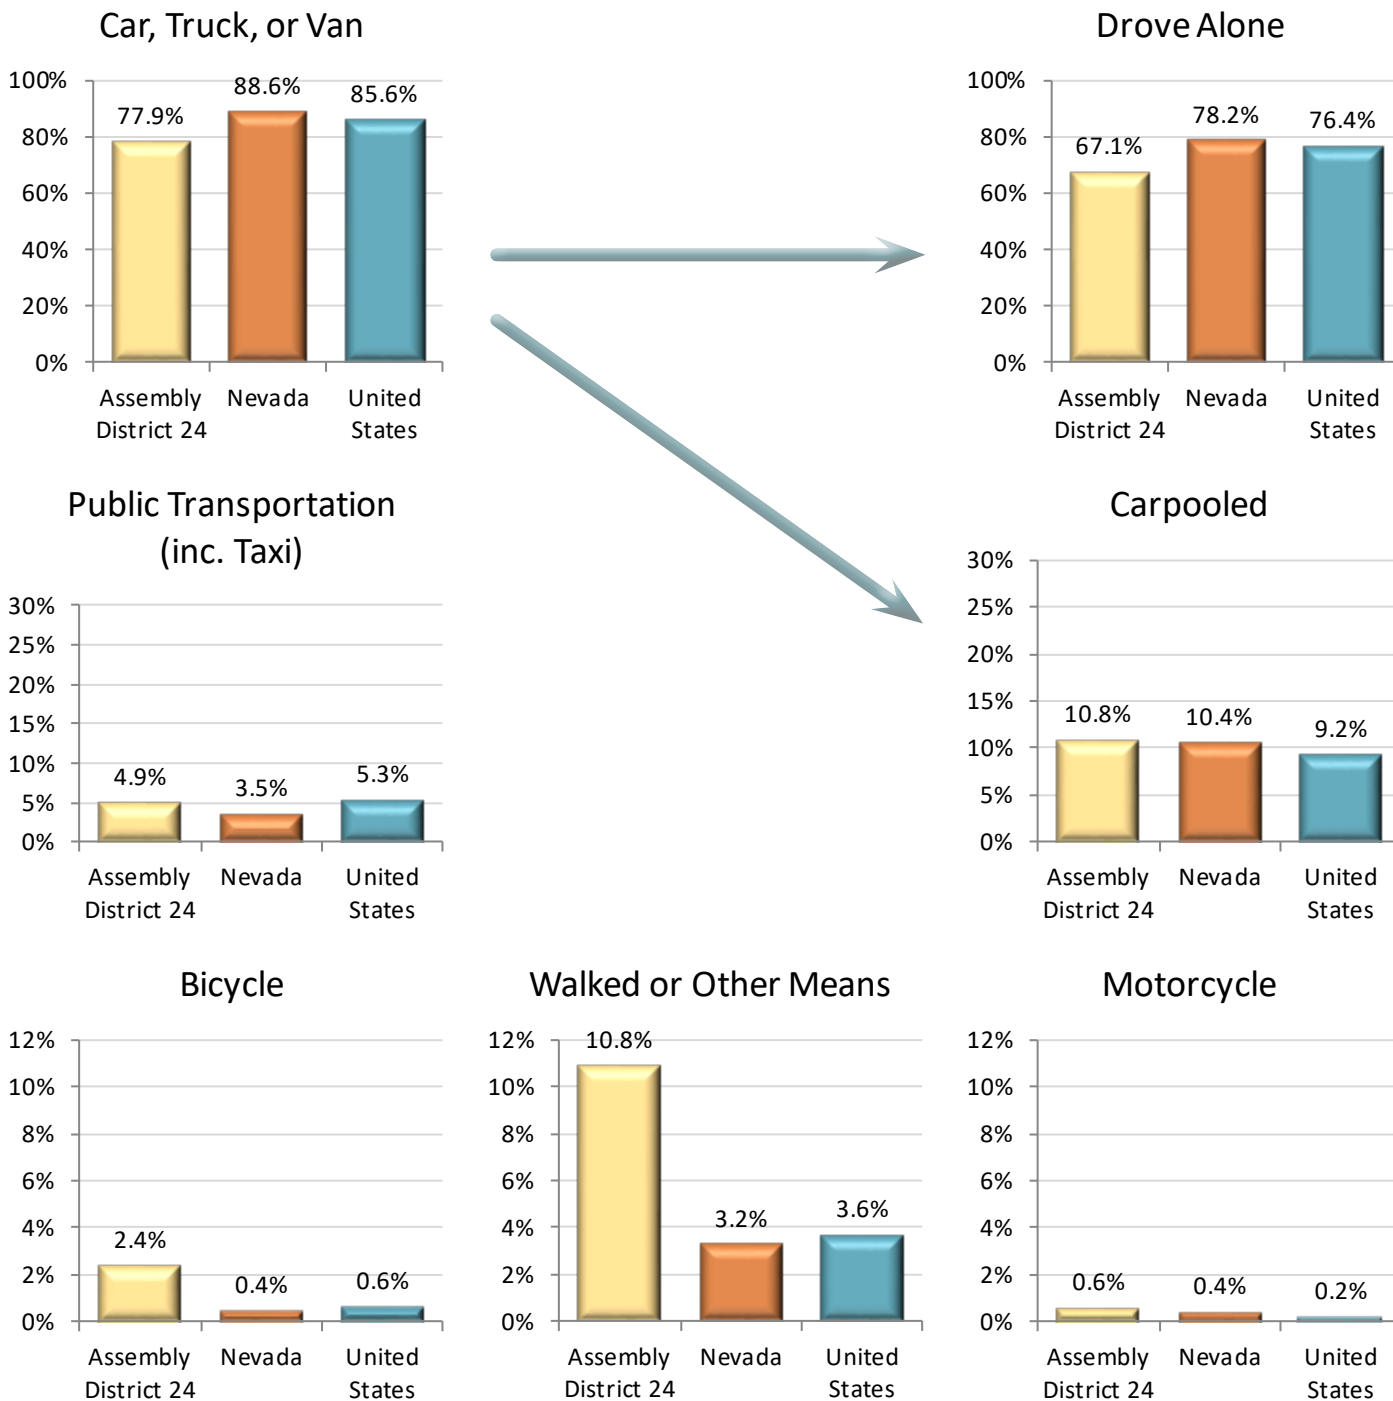 Car, Truck, or Van
100%
80%
60%
40%
20%
0%
77.9%
88.6%
85.6%
Assembly
District 24
Nevada
United
States
Drove Alone
100%
80%
60%
40%
20%
0%
67.1%
78.2%
76.4%
Assembly
District 24
Nevada
United
States
Public Transportation
(inc. Taxi)
30%
25%
20%
15%
10%
5%
0%
4.9%
3.5%
5.3%
Assembly
District 24
Nevada
United
States
Carpooled
30%
25%
20%
15%
10%
5%
0%
10.8%
10.4%
9.2%
Assembly
District 24
Nevada
United
States
Bicycle
12%
10%
8%
6%
4%
2%
0%
2.4%
0.4%
0.6%
Assembly
District 24
Nevada
United
States
Walked or Other Means
12%
10%
8%
6%
4%
2%
0%
10.8%
3.2%
3.6%
Assembly
District 24
Nevada
United
States
Motorcycle
12%
10%
8%
6%
4%
2%
0%
0.6%
0.4%
0.2%
Assembly
District 24
Nevada
United
States